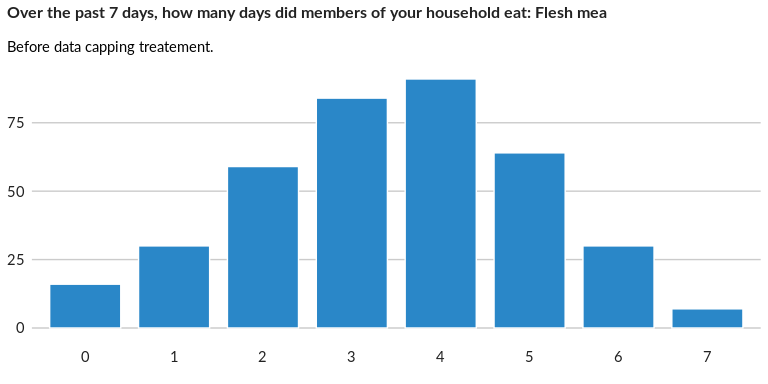 Over the past 7 days, how many days did members of your household eat: Flesh mea
Before data capping treatement.
75
50
25
0
0 1 2 3 4 5 6 7